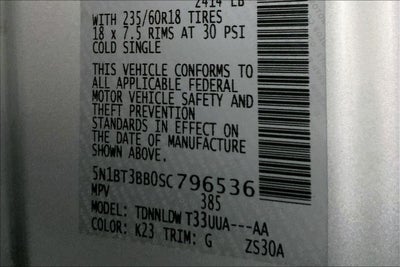 2414 LB
WITH 235/60R18 TIRES
18 x 7.5 RIMS AT 30 PSI
COLD SINGLE
THIS VEHICLE CONFORMS TO
ALL APPLICABLE FEDERAL
MOTOR VEHICLE SAFETY AND
THEFT PREVENTION
STANDARDS IN EFFECT ON
THE DATE OF MANUFACTURE
SHOWN ABOVE.
5N1BT3BB0SC796536
MPV 385
MODEL: TDNNLDW T33UUA---AA
COLOR: K23 TRIM: G ZS30A